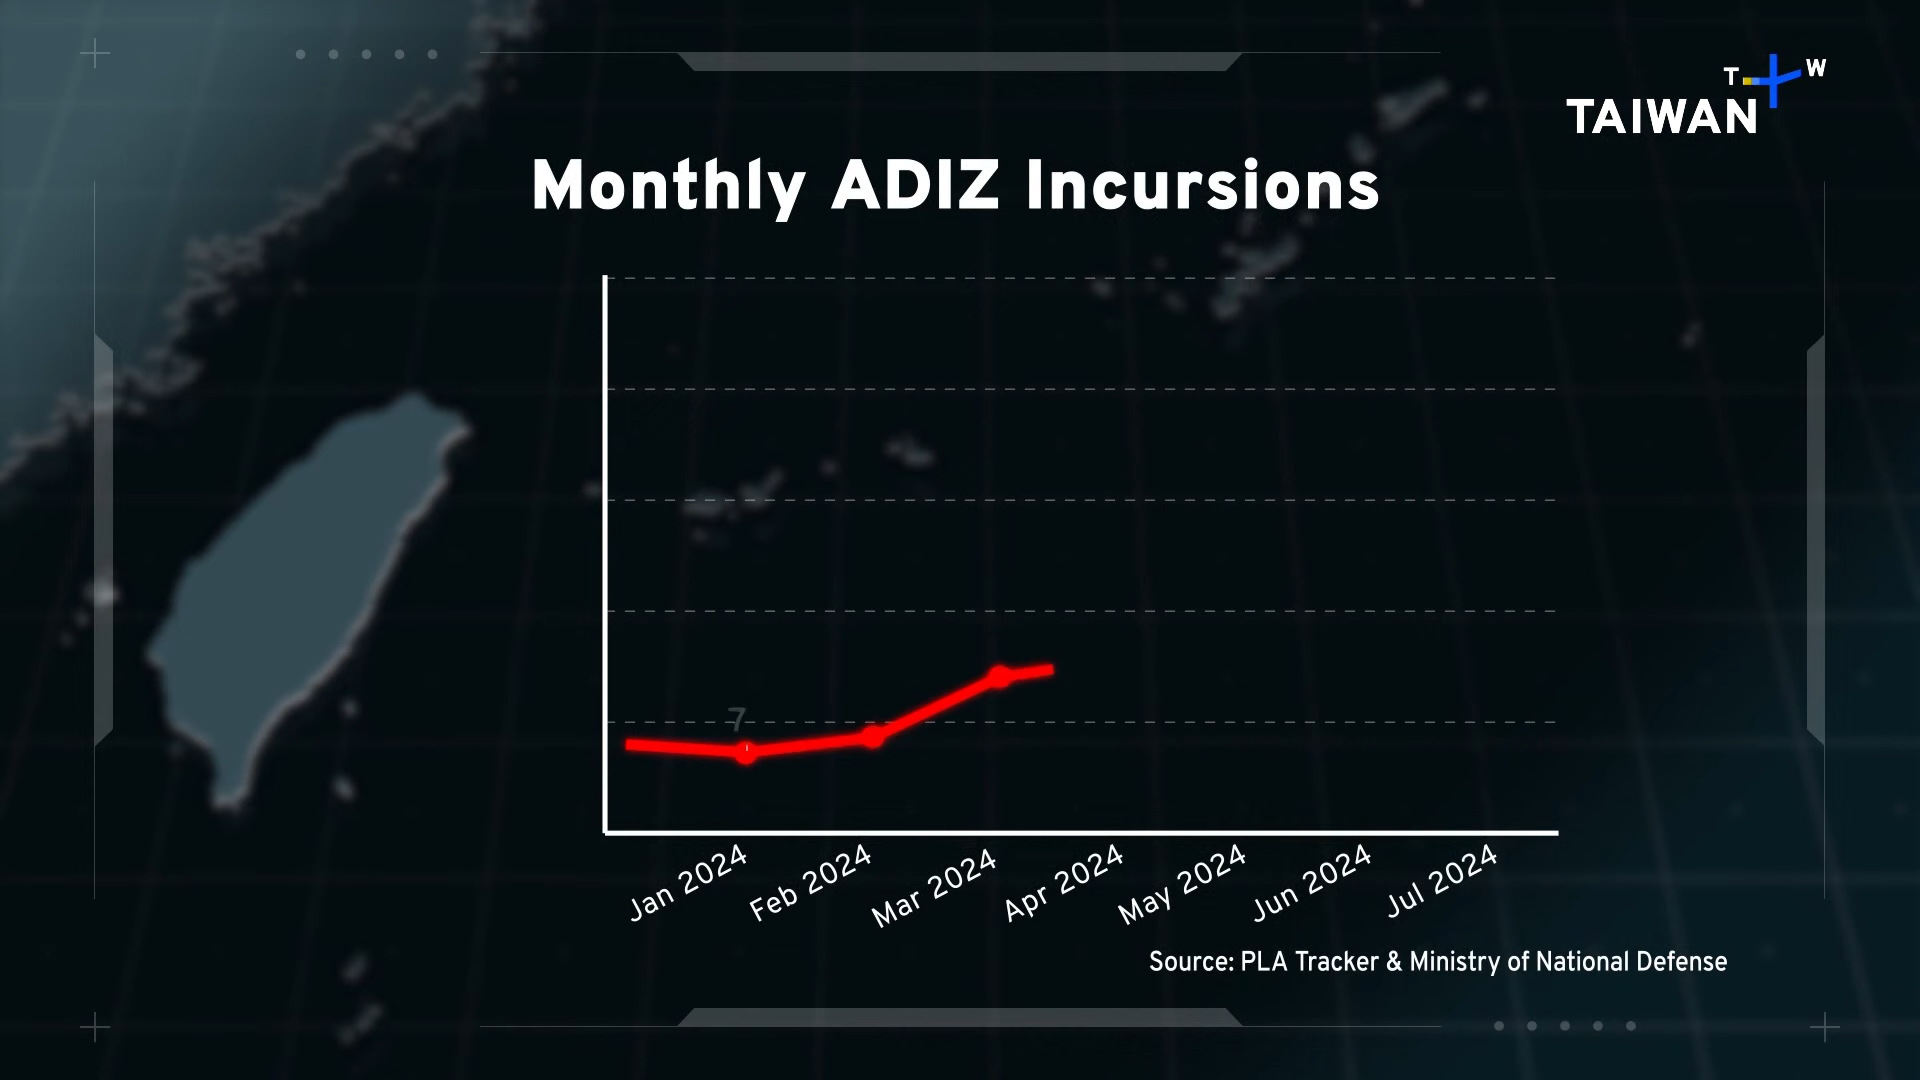 T W
TAIWAN
Monthly ADIZ Incursions
7
Jan 2024
Feb 2024
Mar 2024
Apr 2024
May 2024
Jun 2024
Jul 2024
Source: PLA Tracker & Ministry of National Defense